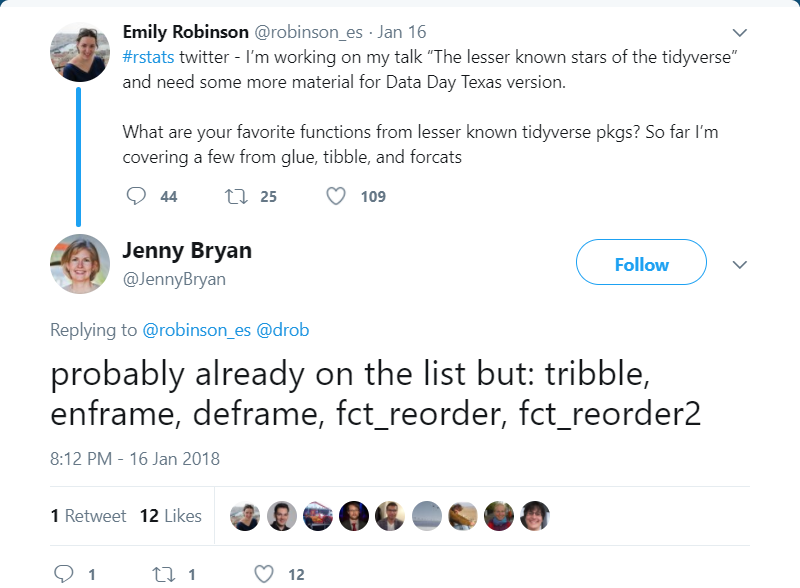 Emily Robinson @robinson_es · Jan 16
#rstats twitter - I’m working on my talk “The lesser known stars of the tidyverse”
and need some more material for Data Day Texas version.
What are your favorite functions from lesser known tidyverse pkgs? So far I’m
covering a few from glue, tibble, and forcats
44 25 109
Jenny Bryan
@JennyBryan
Follow
Replying to @robinson_es @drob
probably already on the list but: tribble,
enframe, deframe, fct_reorder, fct_reorder2
8:12 PM - 16 Jan 2018
1 Retweet 12 Likes
1 1 12